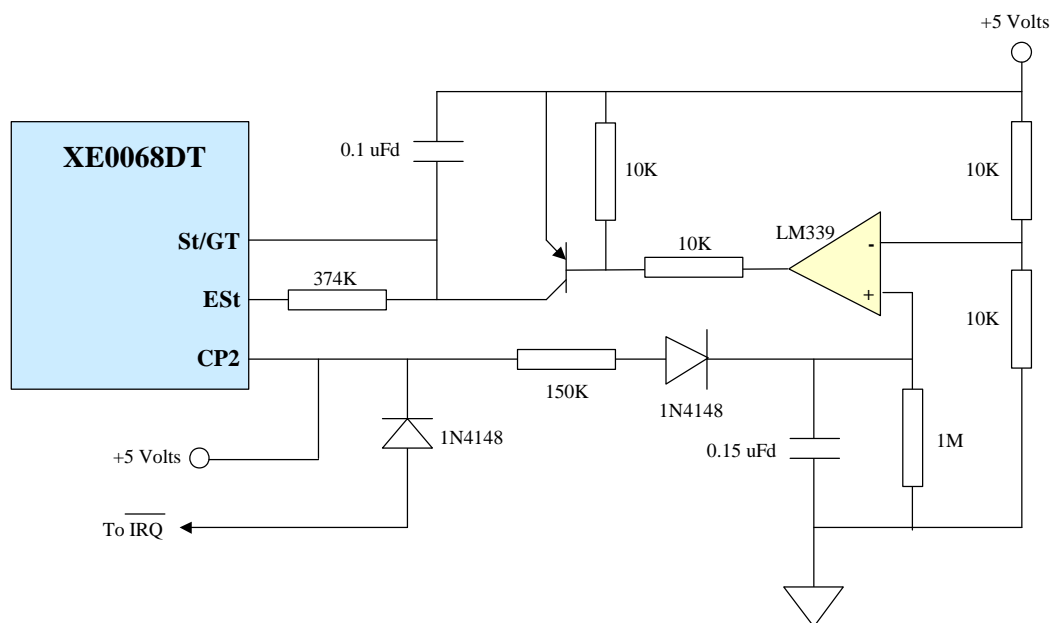 +5 Volts
XE0068DT
0.1 uFd
10K
10K
St/GT
LM339
-
10K
374K
ESt
+
10K
CP2
150K
1N4148
1N4148
+5 Volts
0.15 uFd
1M
To IRQ